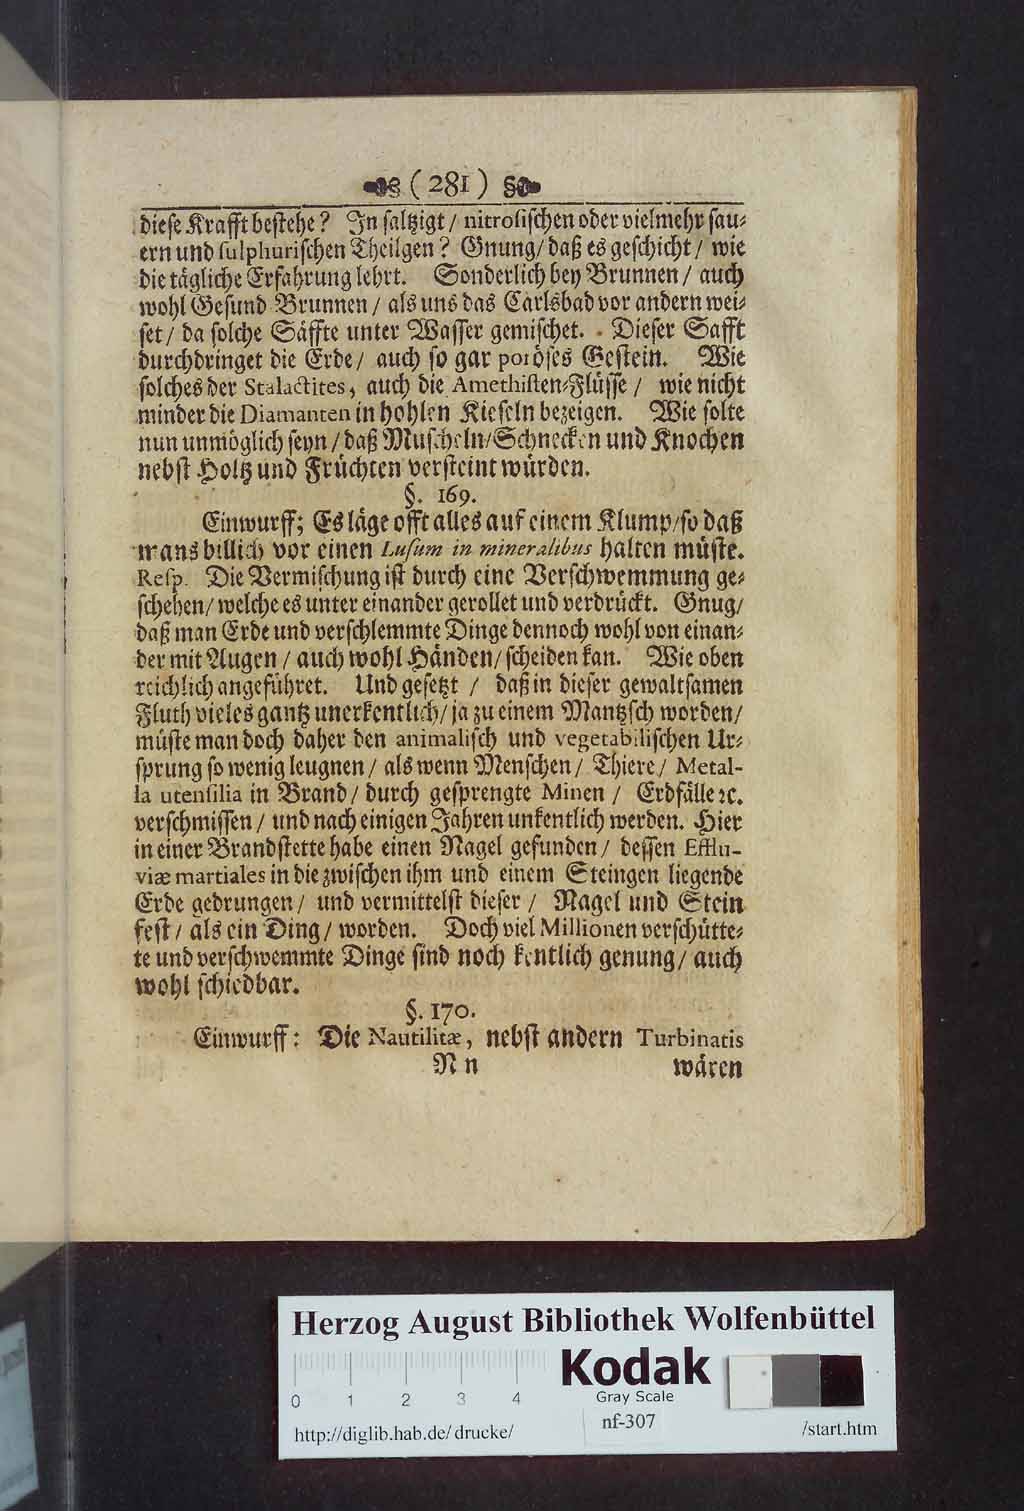 ( 281 )
diese Krafft bestehe? In saltzigt / nitrosischen oder vielmehr sau⸗
ern und sulphurischen Theilgen? Gnung / daß es geschicht / wie
die tägliche Erfahrung lehrt. Sonderlich bey Brunnen / auch
wohl Gesund Brunnen / als uns das Carlsbad vor andern wei⸗
set / da solche Säffte unter Wasser gemischet. Dieser Safft
durchdringet die Erde / auch so gar poröses Gestein. Wie
solches der Stalactites, auch die Amethisten⸗Flüsse / wie nicht
minder die Diamanten in hohlen Kieseln bezeigen. Wie solte
nun unmöglich seyn / daß Muscheln / Schnecken und Knochen
nebst Holtz und Früchten versteint würden.
§. 169.
Einwurff; Es läge offt alles auf einem Klump / so daß
mans billich vor einen Lusum in mineralibus halten müste.
Resp. Die Vermischung ist durch eine Verschwemmung ge⸗
schehen / welche es unter einander gerollet und verdrückt. Gnug /
daß man Erde und verschlemmte Dinge dennoch wohl von einan⸗
der mit Augen / auch wohl Händen / scheiden kan. Wie oben
reichlich angeführet. Und gesetzt / daß in dieser gewaltsamen
Fluth vieles gantz unerkentlich / ja zu einem Mantzsch worden /
müste man doch daher den animalisch und vegetabilischen Ur⸗
sprung so wenig leugnen / als wenn Menschen / Thiere / Metal-
la utensilia in Brand / durch gesprengte Minen / Erdfälle ꝛc.
verschmissen / und nach einigen Jahren unkentlich werden. Hier
in einer Brandstette habe einen Nagel gefunden / dessen Efflu-
viæ martiales in die zwischen ihm und einem Steingen liegende
Erde gedrungen / und vermittelst dieser / Nagel und Stein
fest / als ein Ding / worden. Doch viel Millionen verschütte⸗
te und verschwemmte Dinge sind noch kentlich genung / auch
wohl schiedbar.
§. 170.
Einwurff: Die Nautilitæ, nebst andern Turbinatis
N n wären
Herzog August Bibliothek Wolfenbüttel
0 1 2 3 4
Kodak
Gray Scale
nf-307
http://diglib.hab.de/drucke/ /start.htm